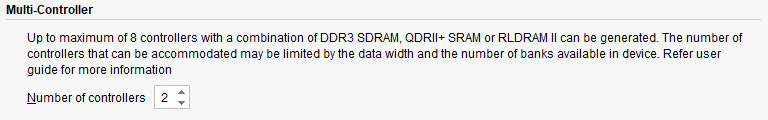 Multi-Controller
Up to maximum of 8 controllers with a combination of DDR3 SDRAM, QDRII+ SRAM or RLDRAM II can be generated. The number of
controllers that can be accommodated may be limited by the data width and the number of banks available in device. Refer user
guide for more information
Number of controllers 2